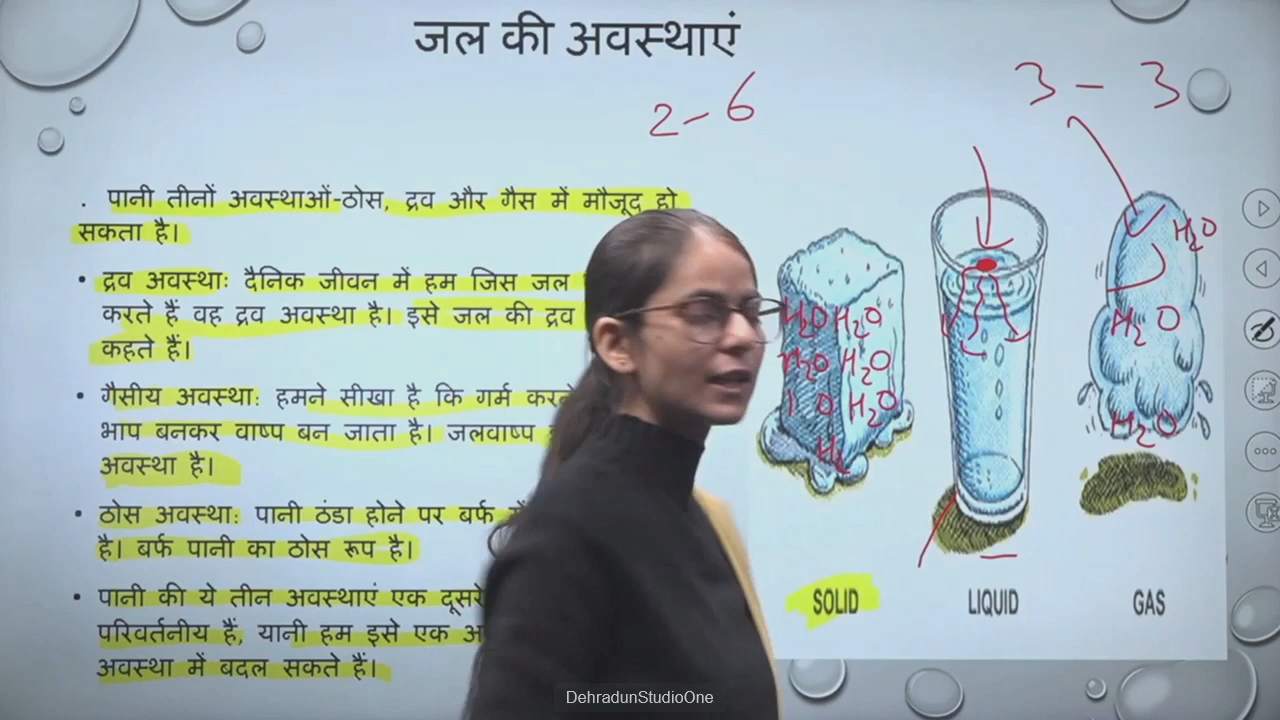 जल की अवस्थाएं
2-6
3 - 3
. पानी तीनों अवस्थाओं-ठोस, द्रव और गैस में मौजूद हो
सकता है।
• द्रव अवस्था: दैनिक जीवन में हम जिस जल
करते हैं वह द्रव अवस्था है। इसे जल की द्रव
कहते हैं।
• गैसीय अवस्था: हमने सीखा है कि गर्म करने
भाप बनकर वाष्प बन जाता है। जलवाष्प
अवस्था है।
• ठोस अवस्था: पानी ठंडा होने पर बर्फ
है। बर्फ पानी का ठोस रूप है।
• पानी की ये तीन अवस्थाएं एक दूसरे
परिवर्तनीय हैं, यानी हम इसे एक
अवस्था में बदल सकते हैं।
H2O H2O
H2O H2O
O H2O
H2
H2O
H2O
H2O
SOLID LIQUID GAS
DehradunStudioOne